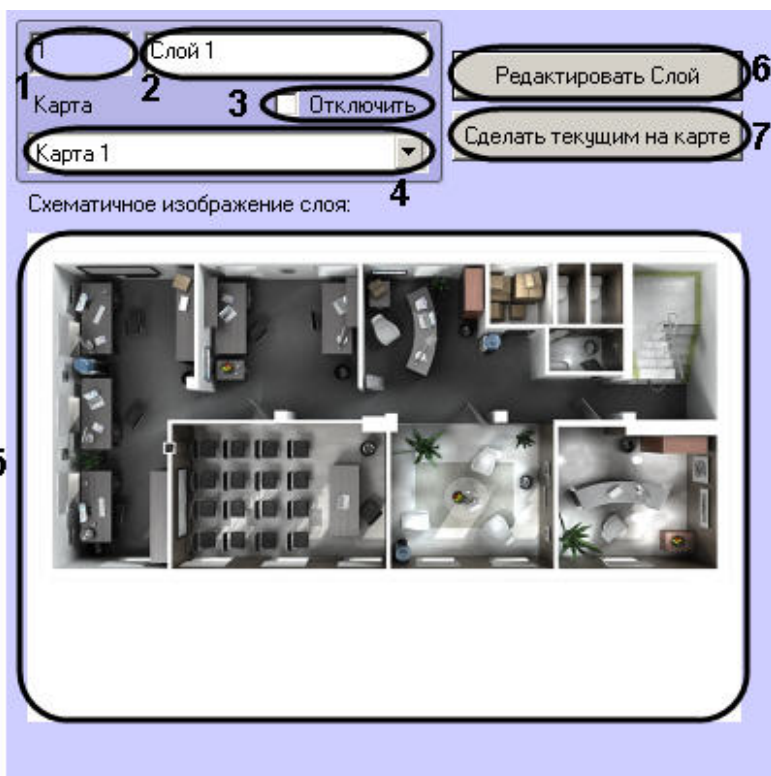 1 Слой 1
1 2
Редактировать Слой 6
Карта 3 Отключить
Сделать текущим на карте 7
Карта 1
4
Схематичное изображение слоя:
5